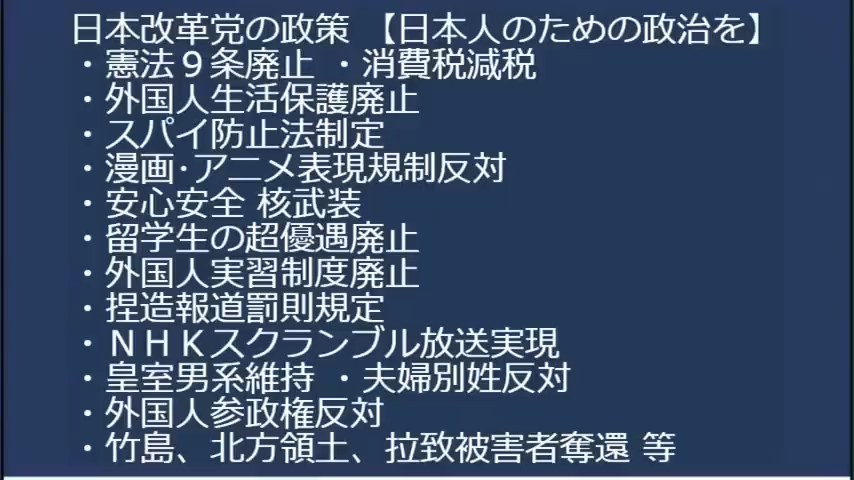 日本改革党の政策 【日本人のための政治を】
・憲法９条廃止 ・消費税減税
・外国人生活保護廃止
・スパイ防止法制定
・漫画･アニメ表現規制反対
・安心安全 核武装
・留学生の超優遇廃止
・外国人実習制度廃止
・捏造報道罰則規定
・ＮＨＫスクランブル放送実現
・皇室男系維持 ・夫婦別姓反対
・外国人参政権反対
・竹島、北方領土、拉致被害者奪還 等